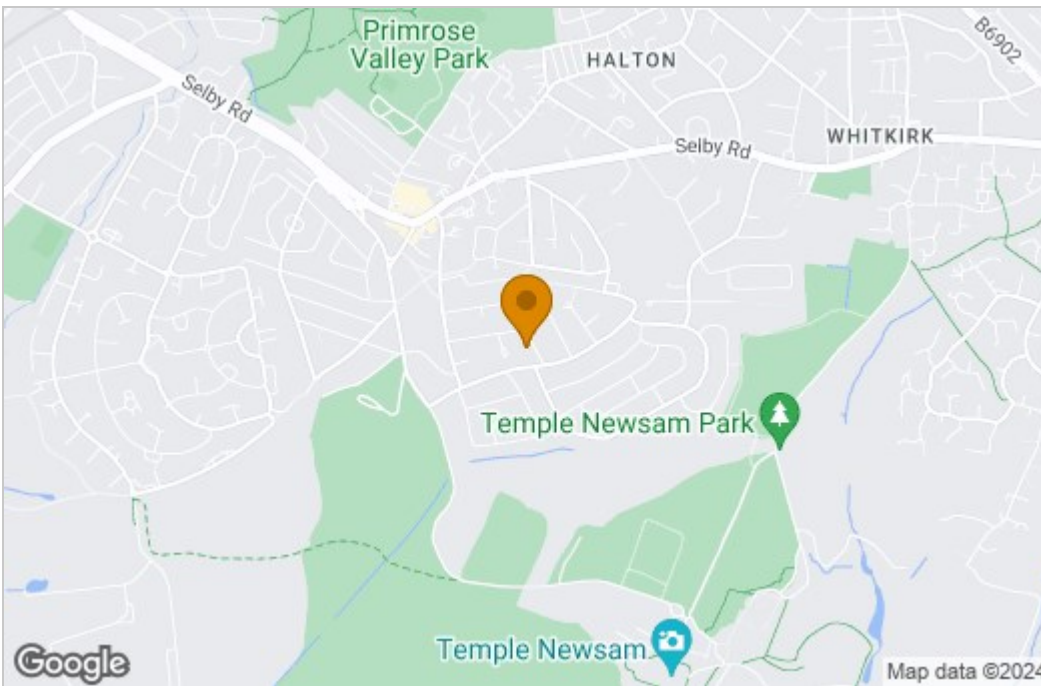 Primrose
Valley Park
HALTON
B6902
Selby Rd
Selby Rd
WHITKIRK
Temple Newsam Park
Temple Newsam
Google
Map data ©2024